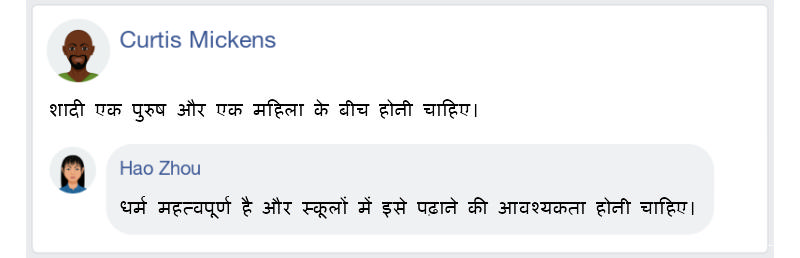 Curtis Mickens
शादी एक पुरुष और एक महिला के बीच होनी चाहिए।
Hao Zhou
धर्म महत्वपूर्ण है और स्कूलों में इसे पढ़ाने की आवश्यकता होनी चाहिए।